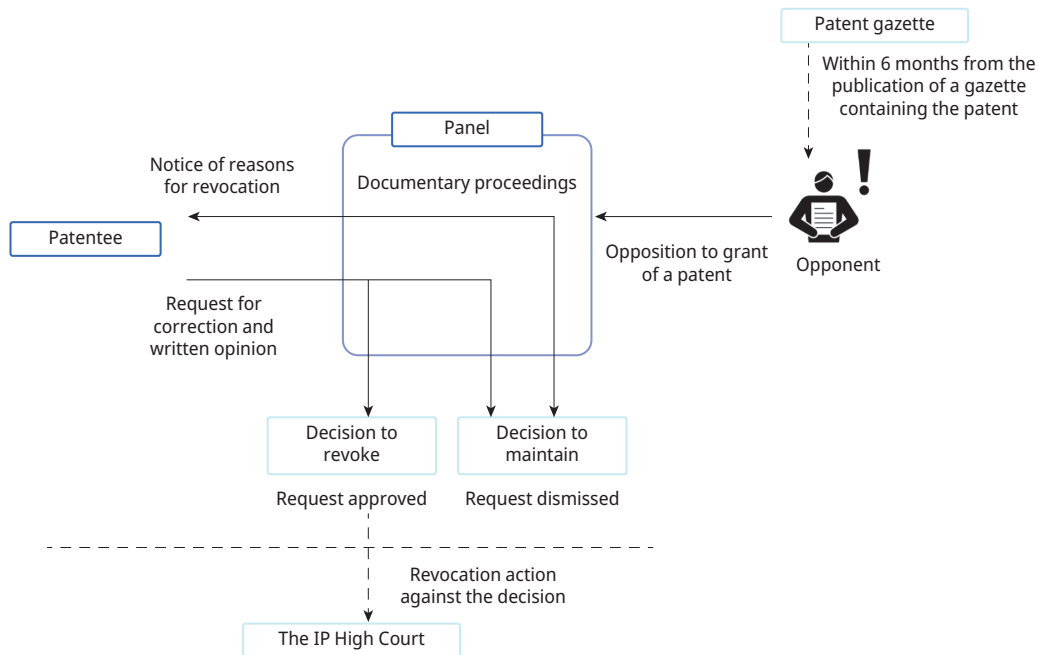 Patent gazette
Within 6 months from the
publication of a gazette
containing the patent
Panel
Notice of reasons
for revocation
Documentary proceedings
Patentee
Opposition to grant
of a patent
Opponent
Request for
correction and
written opinion
Decision to
revoke
Decision to
maintain
Request approved
Request dismissed
Revocation action
against the decision
The IP High Court